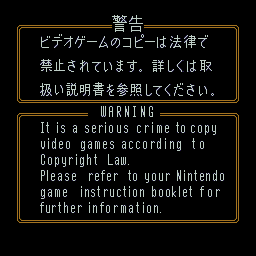 警告
ビデオゲームのコピーは法律で
禁止されています。詳しくは取
扱い説明書を参照してください。
WARNING
It is a serious crime to copy
video games according to
Copyright Law.
Please refer to your Nintendo
game instruction booklet for
further information.